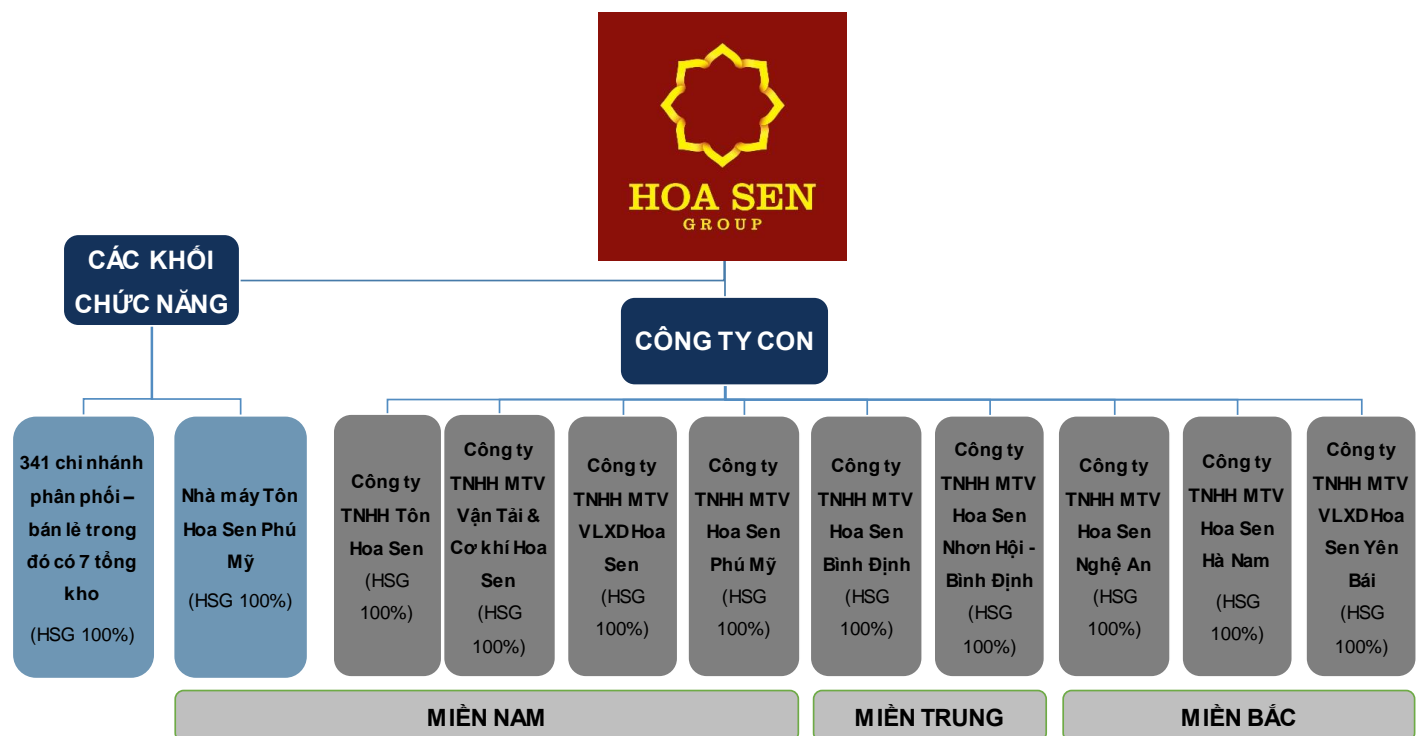 HOA SEN
GROUP
CÁC KHỐI
CHỨC NĂNG
CÔNG TY CON
341 chi nhánh
phân phối –
bán lẻ trong
đó có 7 tổng
kho
(HSG 100%)
Nhà máy Tôn
Hoa Sen Phú
Mỹ
(HSG 100%)
Công ty
TNHH Tôn
Hoa Sen
(HSG
100%)
Công ty
TNHH MTV
Vận Tải &
Cơ khí Hoa
Sen
(HSG
100%)
Công ty
TNHH MTV
VLXD Hoa
Sen
(HSG
100%)
Công ty
TNHH MTV
Hoa Sen
Phú Mỹ
(HSG
100%)
Công ty
TNHH MTV
Hoa Sen
Bình Định
(HSG
100%)
Công ty
TNHH MTV
Hoa Sen
Nhơn Hội -
Bình Định
(HSG
100%)
Công ty
TNHH MTV
Hoa Sen
Nghệ An
(HSG
100%)
Công ty
TNHH MTV
Hoa Sen
Hà Nam
(HSG
100%)
Công ty
TNHH MTV
VLXD Hoa
Sen Yên
Bái
(HSG
100%)
MIỀN NAM
MIỀN TRUNG
MIỀN BẮC